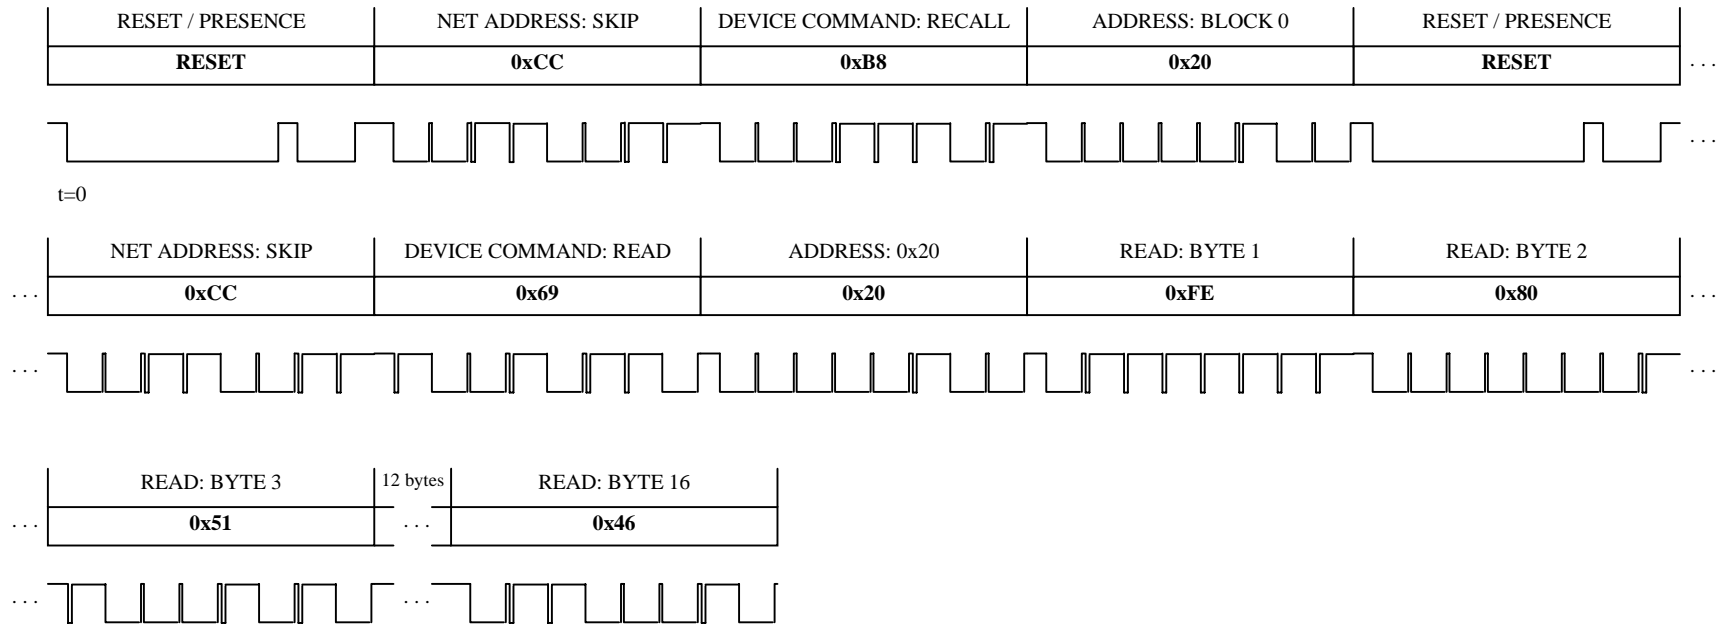 RESET / PRESENCE NET ADDRESS: SKIP DEVICE COMMAND: RECALL ADDRESS: BLOCK 0 RESET / PRESENCE
RESET 0xCC 0xB8 0x20 RESET . . .
. . .
t=0
NET ADDRESS: SKIP DEVICE COMMAND: READ ADDRESS: 0x20 READ: BYTE 1 READ: BYTE 2
. . . 0xCC 0x69 0x20 0xFE 0x80 . . .
. . . . . .
READ: BYTE 3 12 bytes READ: BYTE 16
. . . 0x51 . . . 0x46
. . . . . .